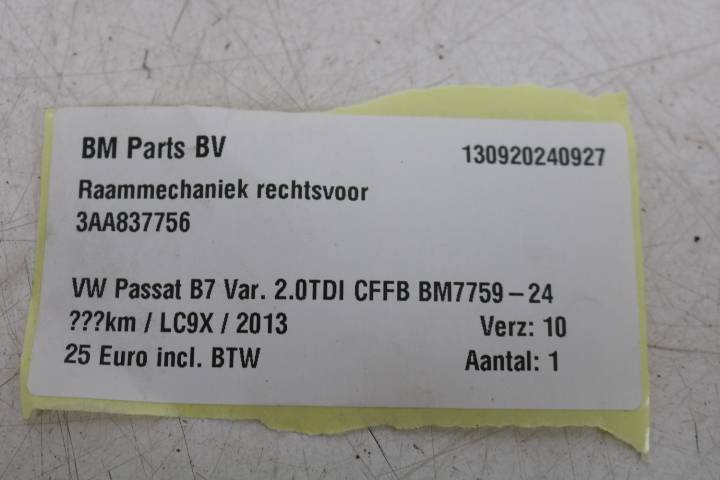 BM Parts BV 130920240927
Raammechaniek rechtsvoor
3AA837756
VW Passat B7 Var. 2.0TDI CFFB BM7759-24
???km / LC9X / 2013 Verz: 10
25 Euro incl. BTW Aantal: 1